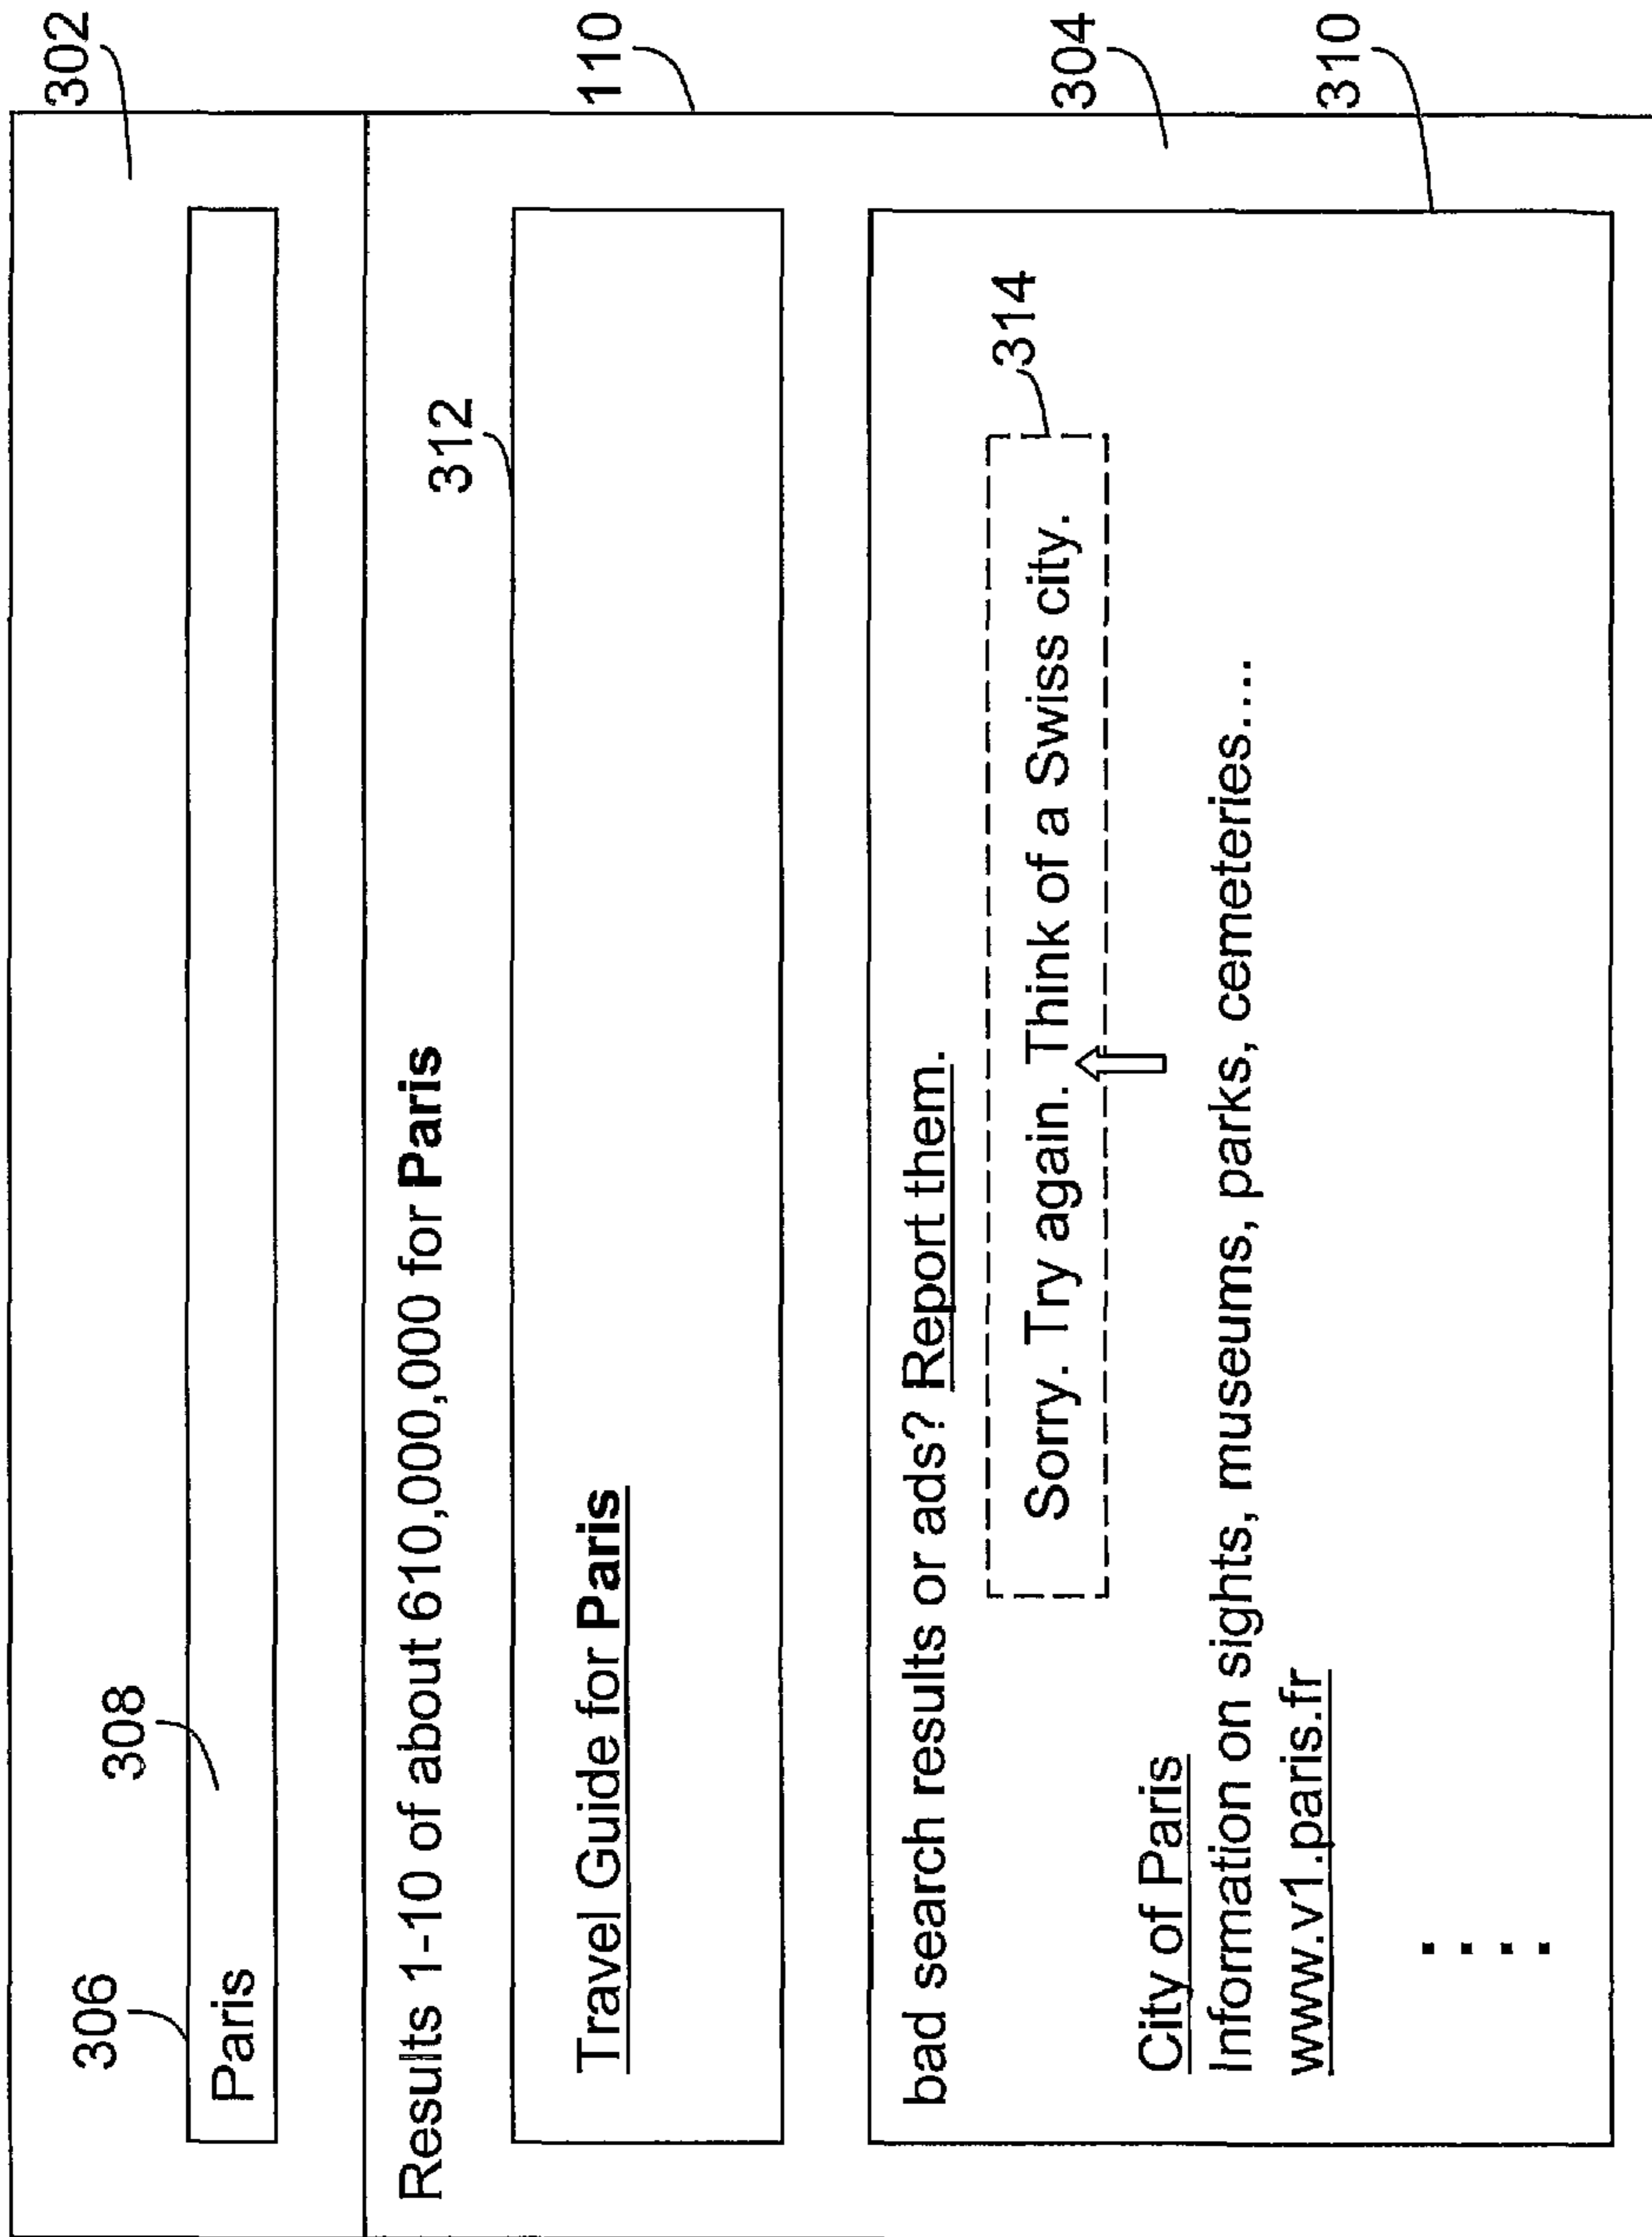 302
306
308
Paris
Results 1-10 of about 610,000,000 for Paris
312
110
Travel Guide for Paris
bad search results or ads? Report them.
314
Sorry. Try again. Think of a Swiss city.
304
City of Paris
Information on sights, museums, parks, cemeteries....
www.v1.paris.fr
310
....